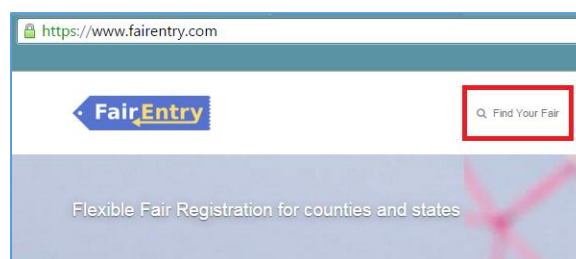 https://www.fairentry.com
FairEntry
Find Your Fair
Flexible Fair Registration for counties and states